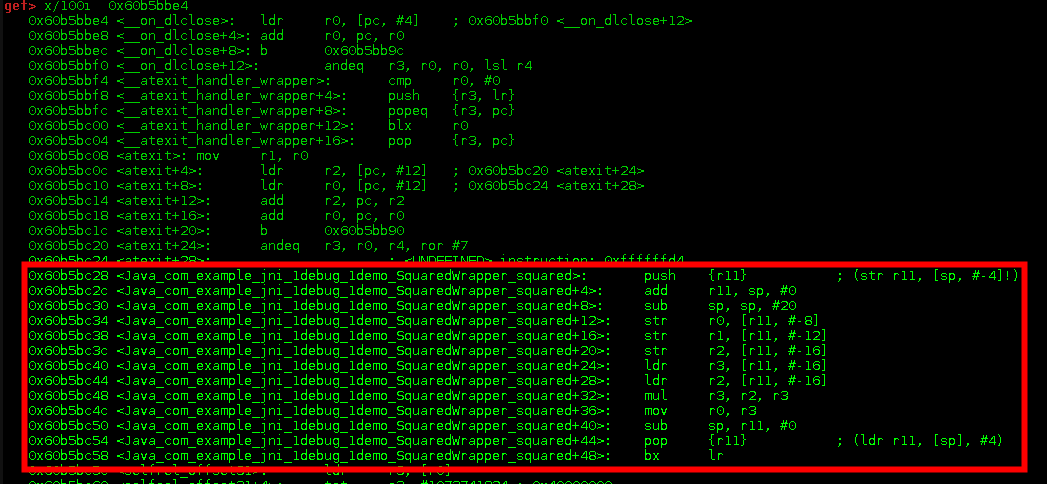 gef> x/100i 0x60b5bbe4
0x60b5bbe4 <__on_dlclose>: ldr r0, [pc, #4] ; 0x60b5bbf0 <__on_dlclose+12>
0x60b5bbe8 <__on_dlclose+4>: add r0, pc, r0
0x60b5bbec <__on_dlclose+8>: b 0x60b5bb9c
0x60b5bbf0 <__on_dlclose+12>: andeq r3, r0, r0, lsl r4
0x60b5bbf4 <__atexit_handler_wrapper>: cmp r0, #0
0x60b5bbf8 <__atexit_handler_wrapper+4>: push {r3, lr}
0x60b5bbfc <__atexit_handler_wrapper+8>: popeq {r3, pc}
0x60b5bc00 <__atexit_handler_wrapper+12>: blx r0
0x60b5bc04 <__atexit_handler_wrapper+16>: pop {r3, pc}
0x60b5bc08 <atexit>: mov r1, r0
0x60b5bc0c <atexit+4>: ldr r2, [pc, #12] ; 0x60b5bc20 <atexit+24>
0x60b5bc10 <atexit+8>: ldr r0, [pc, #12] ; 0x60b5bc24 <atexit+28>
0x60b5bc14 <atexit+12>: add r2, pc, r2
0x60b5bc18 <atexit+16>: add r0, pc, r0
0x60b5bc1c <atexit+20>: b 0x60b5bb90
0x60b5bc20 <atexit+24>: andeq r3, r0, r4, ror #7
0x60b5bc24 <atexit+28>: ; <UNDEFINED> instruction: 0xffffffd4
0x60b5bc28 <Java_com_example_jni_1debug_1demo_SquaredWrapper_squared>: push {r11} ; (str r11, [sp, #-4]!)
0x60b5bc2c <Java_com_example_jni_1debug_1demo_SquaredWrapper_squared+4>: add r11, sp, #0
0x60b5bc30 <Java_com_example_jni_1debug_1demo_SquaredWrapper_squared+8>: sub sp, sp, #20
0x60b5bc34 <Java_com_example_jni_1debug_1demo_SquaredWrapper_squared+12>: str r0, [r11, #-8]
0x60b5bc38 <Java_com_example_jni_1debug_1demo_SquaredWrapper_squared+16>: str r1, [r11, #-12]
0x60b5bc3c <Java_com_example_jni_1debug_1demo_SquaredWrapper_squared+20>: str r2, [r11, #-16]
0x60b5bc40 <Java_com_example_jni_1debug_1demo_SquaredWrapper_squared+24>: ldr r3, [r11, #-16]
0x60b5bc44 <Java_com_example_jni_1debug_1demo_SquaredWrapper_squared+28>: ldr r2, [r11, #-16]
0x60b5bc48 <Java_com_example_jni_1debug_1demo_SquaredWrapper_squared+32>: mul r3, r2, r3
0x60b5bc4c <Java_com_example_jni_1debug_1demo_SquaredWrapper_squared+36>: mov r0, r3
0x60b5bc50 <Java_com_example_jni_1debug_1demo_SquaredWrapper_squared+40>: sub sp, r11, #0
0x60b5bc54 <Java_com_example_jni_1debug_1demo_SquaredWrapper_squared+44>: pop {r11} ; (ldr r11, [sp], #4)
0x60b5bc58 <Java_com_example_jni_1debug_1demo_SquaredWrapper_squared+48>: bx lr